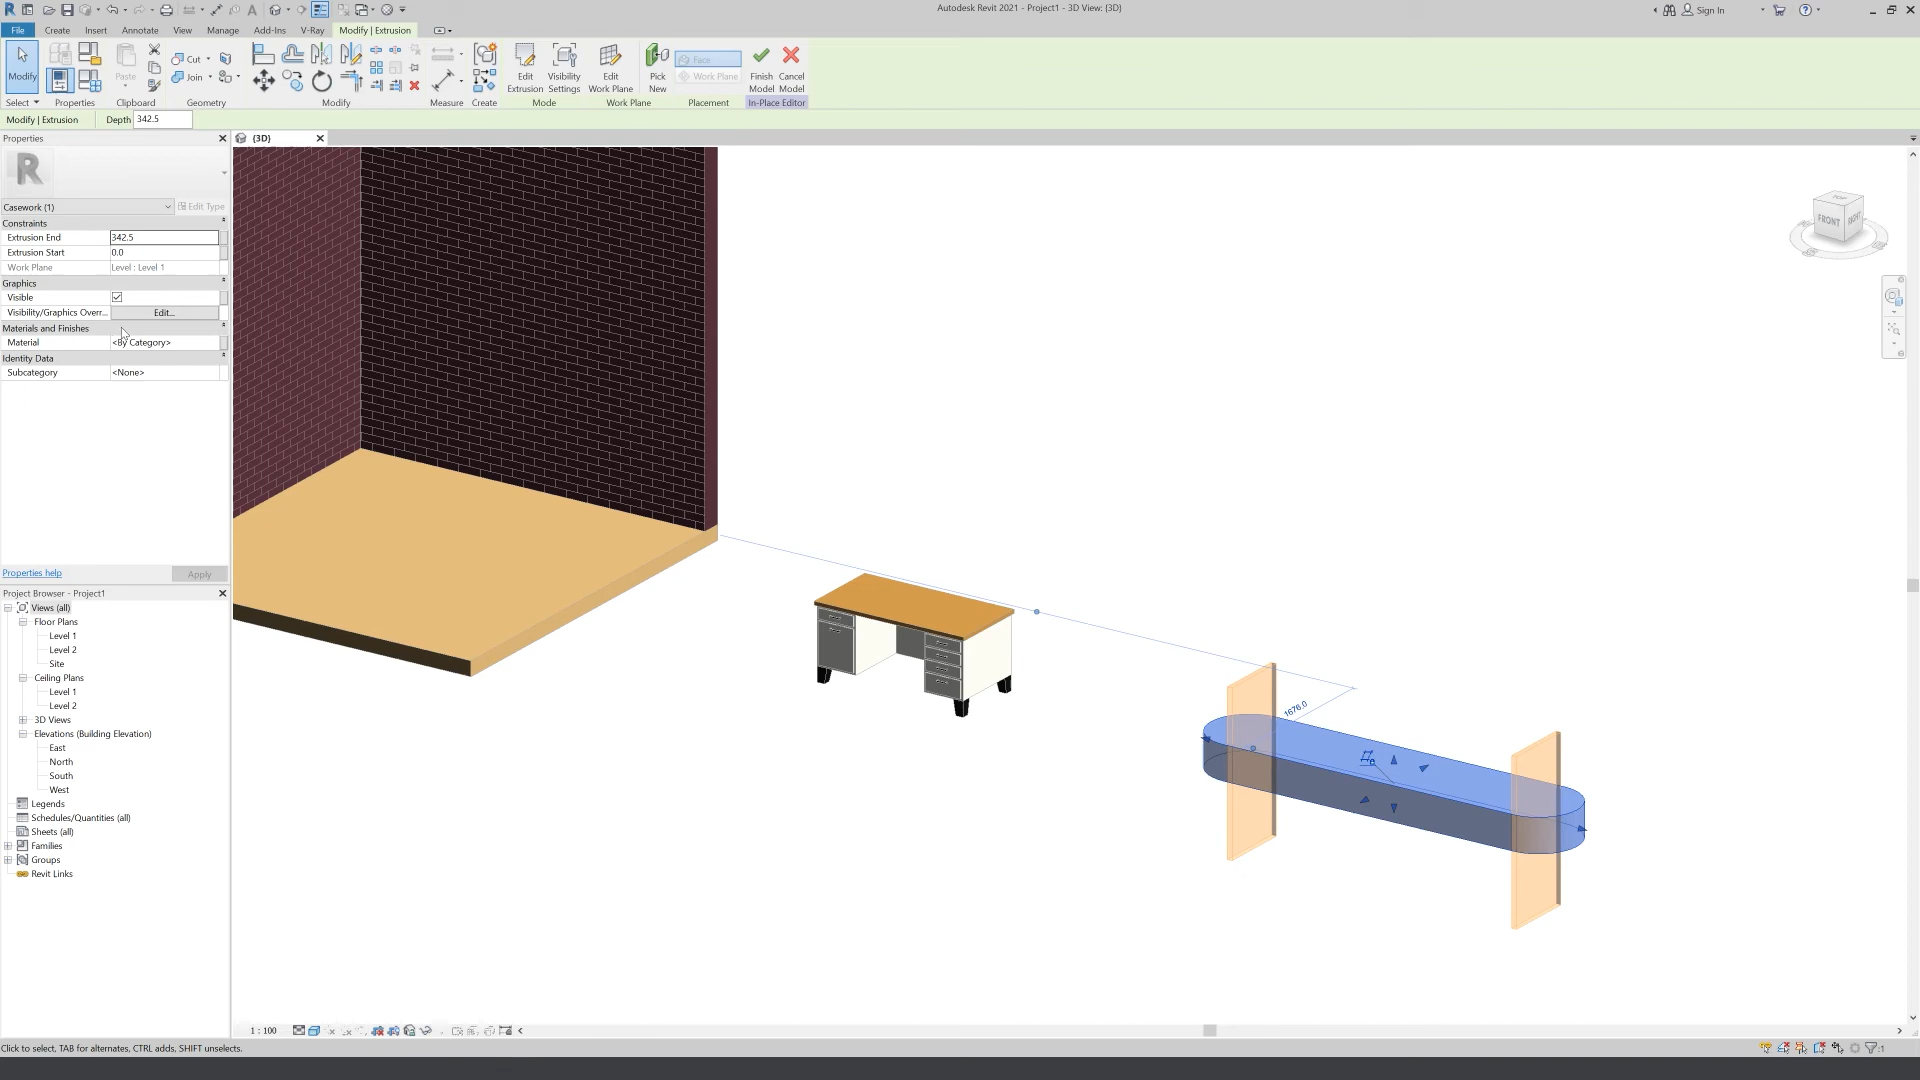 Autodesk Revit 2021 - Project1 - 3D View: {3D}
Sign In
File Create Insert Annotate View Manage Add-Ins V-Ray Modify | Extrusion
Modify
Paste
Cut
Join
Edit Extrusion
Visibility Settings
Edit Work Plane
Pick New
Face
Work Plane
Finish Model
Cancel Model
Select Properties Clipboard Geometry Modify Measure Create Mode Work Plane Placement In-Place Editor
Modify | Extrusion Depth 342.5
Properties
{3D}
R
Casework (1) Edit Type
Constraints
Extrusion End 342.5
Extrusion Start 0.0
Work Plane Level : Level 1
Graphics
Visible
Visibility/Graphics Overr... Edit...
Materials and Finishes
Material <By Category>
Identity Data
Subcategory <None>
Properties help Apply
Project Browser - Project1
Views (all)
Floor Plans
Level 1
Level 2
Site
Ceiling Plans
Level 1
Level 2
3D Views
Elevations (Building Elevation)
East
North
South
West
Legends
Schedules/Quantities (all)
Sheets (all)
Families
Groups
Revit Links
TOP
FRONT
RIGHT
1676.0
1 : 100
Click to select, TAB for alternates, CTRL adds, SHIFT unselects.
:1